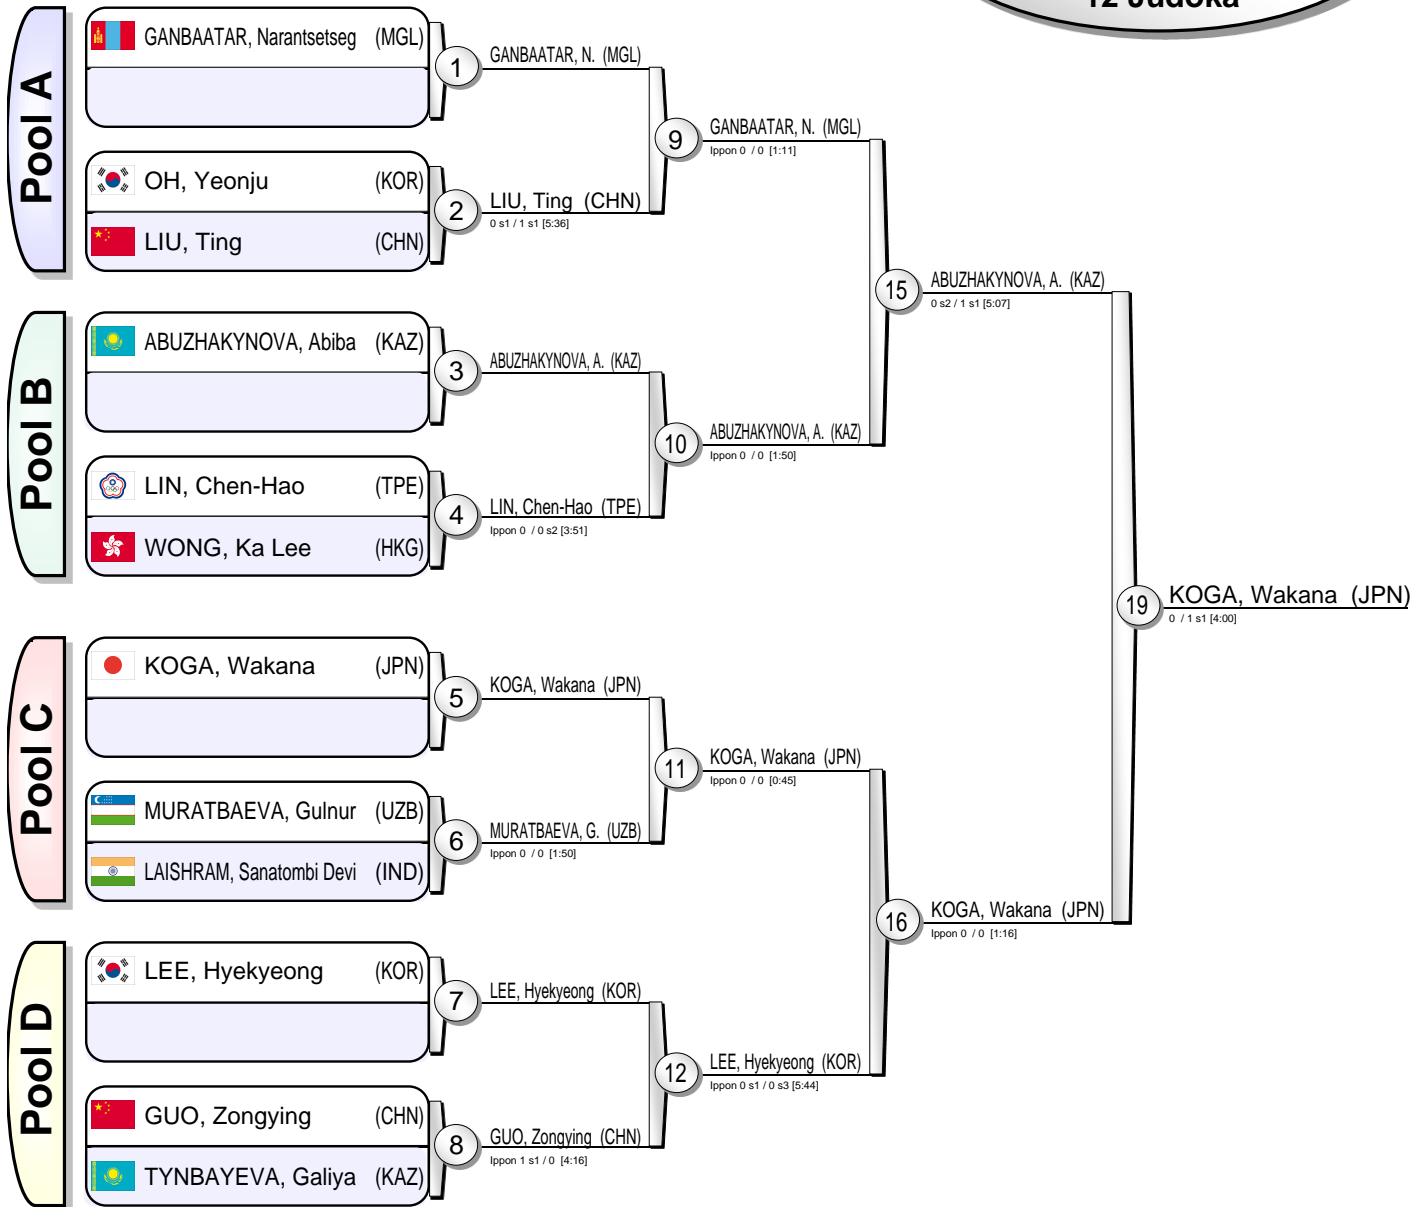 12 Judoka
Pool A
GANBAATAR, Narantsetseg (MGL)
1
GANBAATAR, N. (MGL)
OH, Yeonju (KOR)
LIU, Ting (CHN)
2
LIU, Ting (CHN)
0 s1 / 1 s1 [5:36]
9
GANBAATAR, N. (MGL)
Ippon 0 / 0 [1:11]
Pool B
ABUZHAKYNOVA, Abiba (KAZ)
3
ABUZHAKYNOVA, A. (KAZ)
LIN, Chen-Hao (TPE)
WONG, Ka Lee (HKG)
4
LIN, Chen-Hao (TPE)
Ippon 0 / 0 s2 [3:51]
10
ABUZHAKYNOVA, A. (KAZ)
Ippon 0 / 0 [1:50]
15
ABUZHAKYNOVA, A. (KAZ)
0 s2 / 1 s1 [5:07]
Pool C
KOGA, Wakana (JPN)
5
KOGA, Wakana (JPN)
MURATBAEVA, Gulnur (UZB)
LAISHRAM, Sanatombi Devi (IND)
6
MURATBAEVA, G. (UZB)
Ippon 0 / 0 [1:50]
11
KOGA, Wakana (JPN)
Ippon 0 / 0 [0:45]
Pool D
LEE, Hyekyeong (KOR)
7
LEE, Hyekyeong (KOR)
GUO, Zongying (CHN)
TYNBAYEVA, Galiya (KAZ)
8
GUO, Zongying (CHN)
Ippon 1 s1 / 0 [4:16]
12
LEE, Hyekyeong (KOR)
Ippon 0 s1 / 0 s3 [5:44]
16
KOGA, Wakana (JPN)
Ippon 0 / 0 [1:16]
19
KOGA, Wakana (JPN)
0 / 1 s1 [4:00]